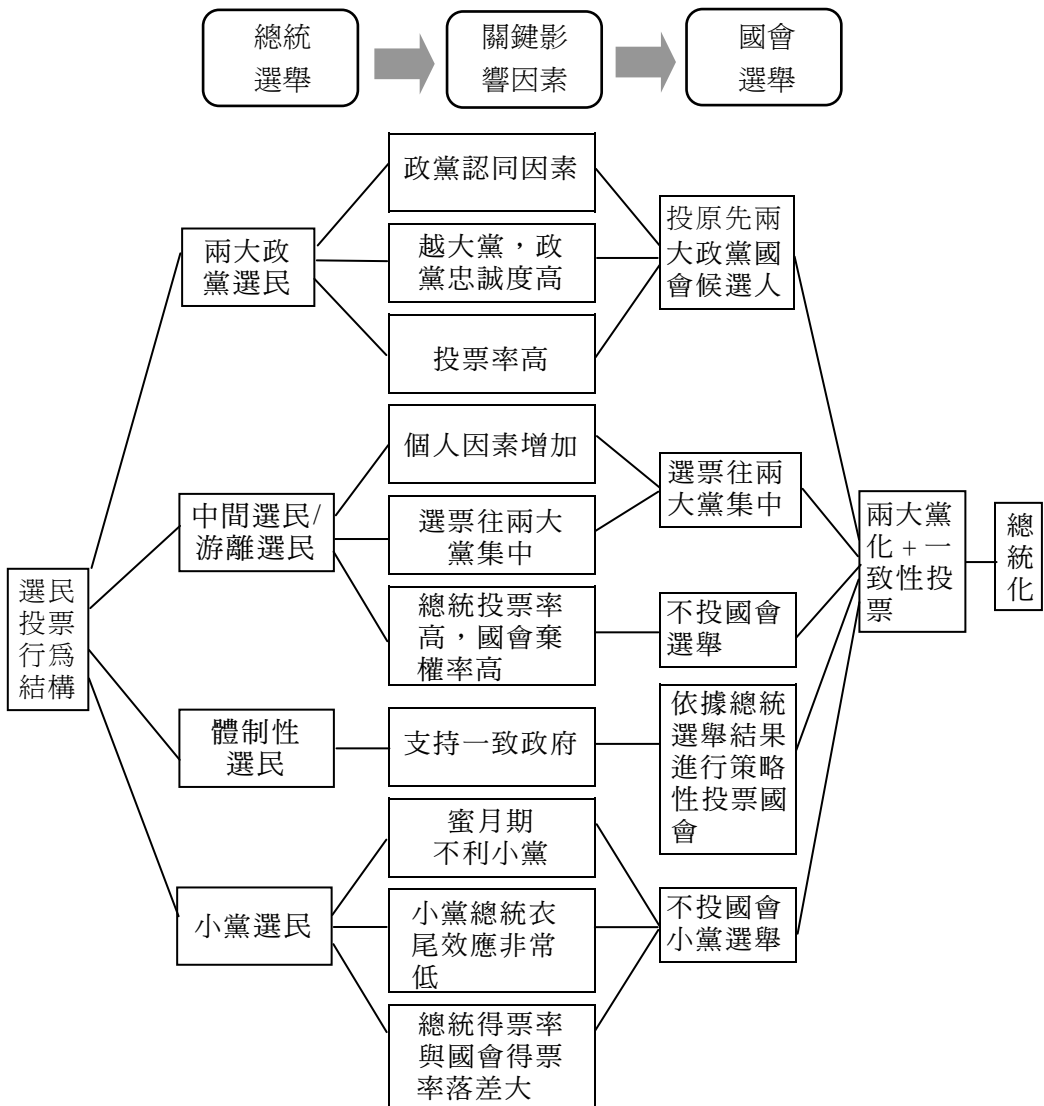 總統
選舉
關鍵影
響因素
國會
選舉
政黨認同因素
越大黨，政
黨忠誠度高
投票率高
兩大政
黨選民
投原先兩
大政黨國
會候選人
個人因素增加
選票往兩大
黨集中
總統投票率
高，國會棄
權率高
中間選民/
游離選民
選票往兩
大黨集中
不投國會
選舉
選民
投票
行為
結構
體制性
選民
支持一致政府
依據總統
選舉結果
進行策略
性投票國
會
兩大黨
化+一
致性投
票
總
統
化
小黨選民
蜜月期
不利小黨
小黨總統衣
尾效應非常
低
總統得票率
與國會得票
率落差大
不投國會
小黨選舉